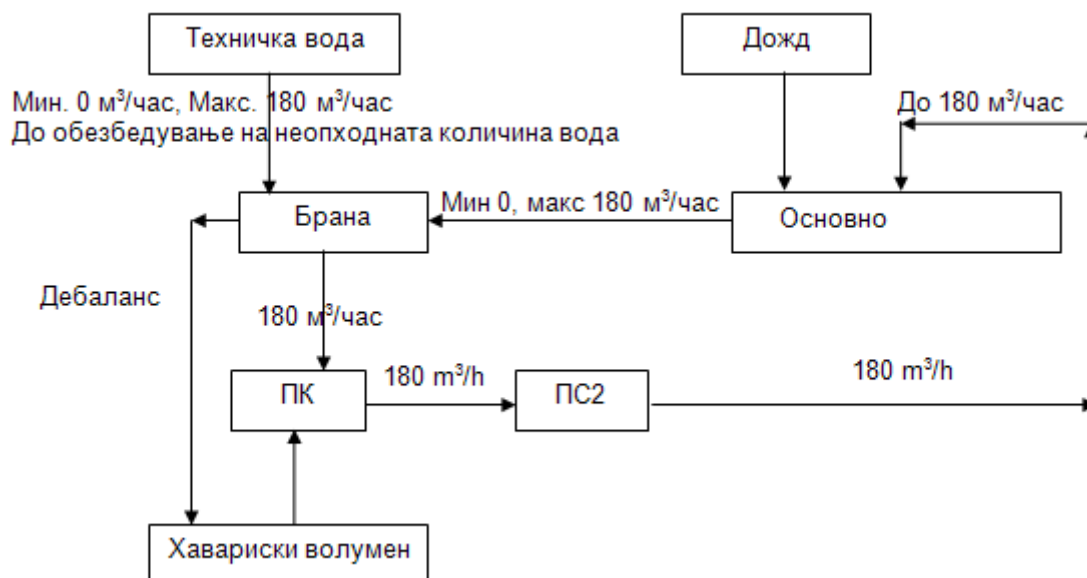 Техничка вода
Дожд
Мин. 0 м³/час, Макс. 180 м³/час
До обезбедување на неопходната количина вода
До 180 м³/час
Брана
Мин 0, макс 180 м³/час
Основно
Дебаланс
180 м³/час
ПК
180 m³/h
ПС2
180 m³/h
Хавариски волумен